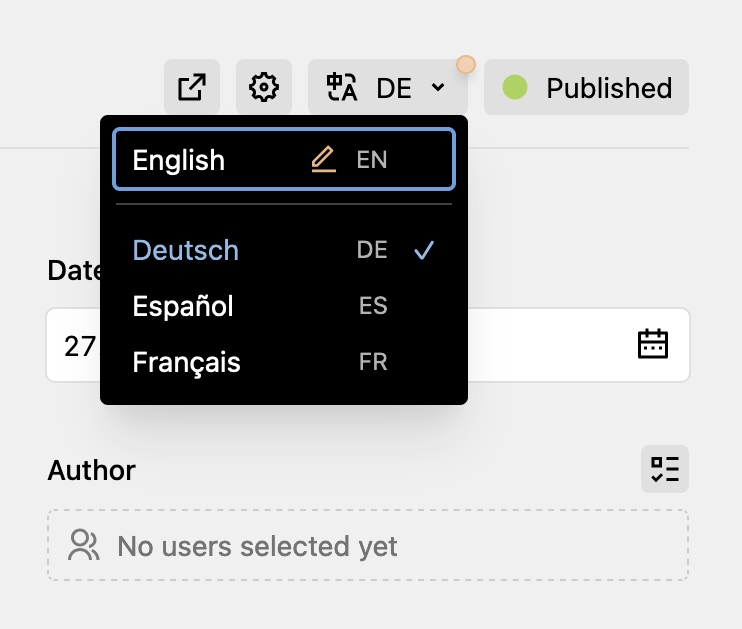 DE
Published
English EN
Deutsch DE
Español ES
Français FR
Date
27
Author
No users selected yet